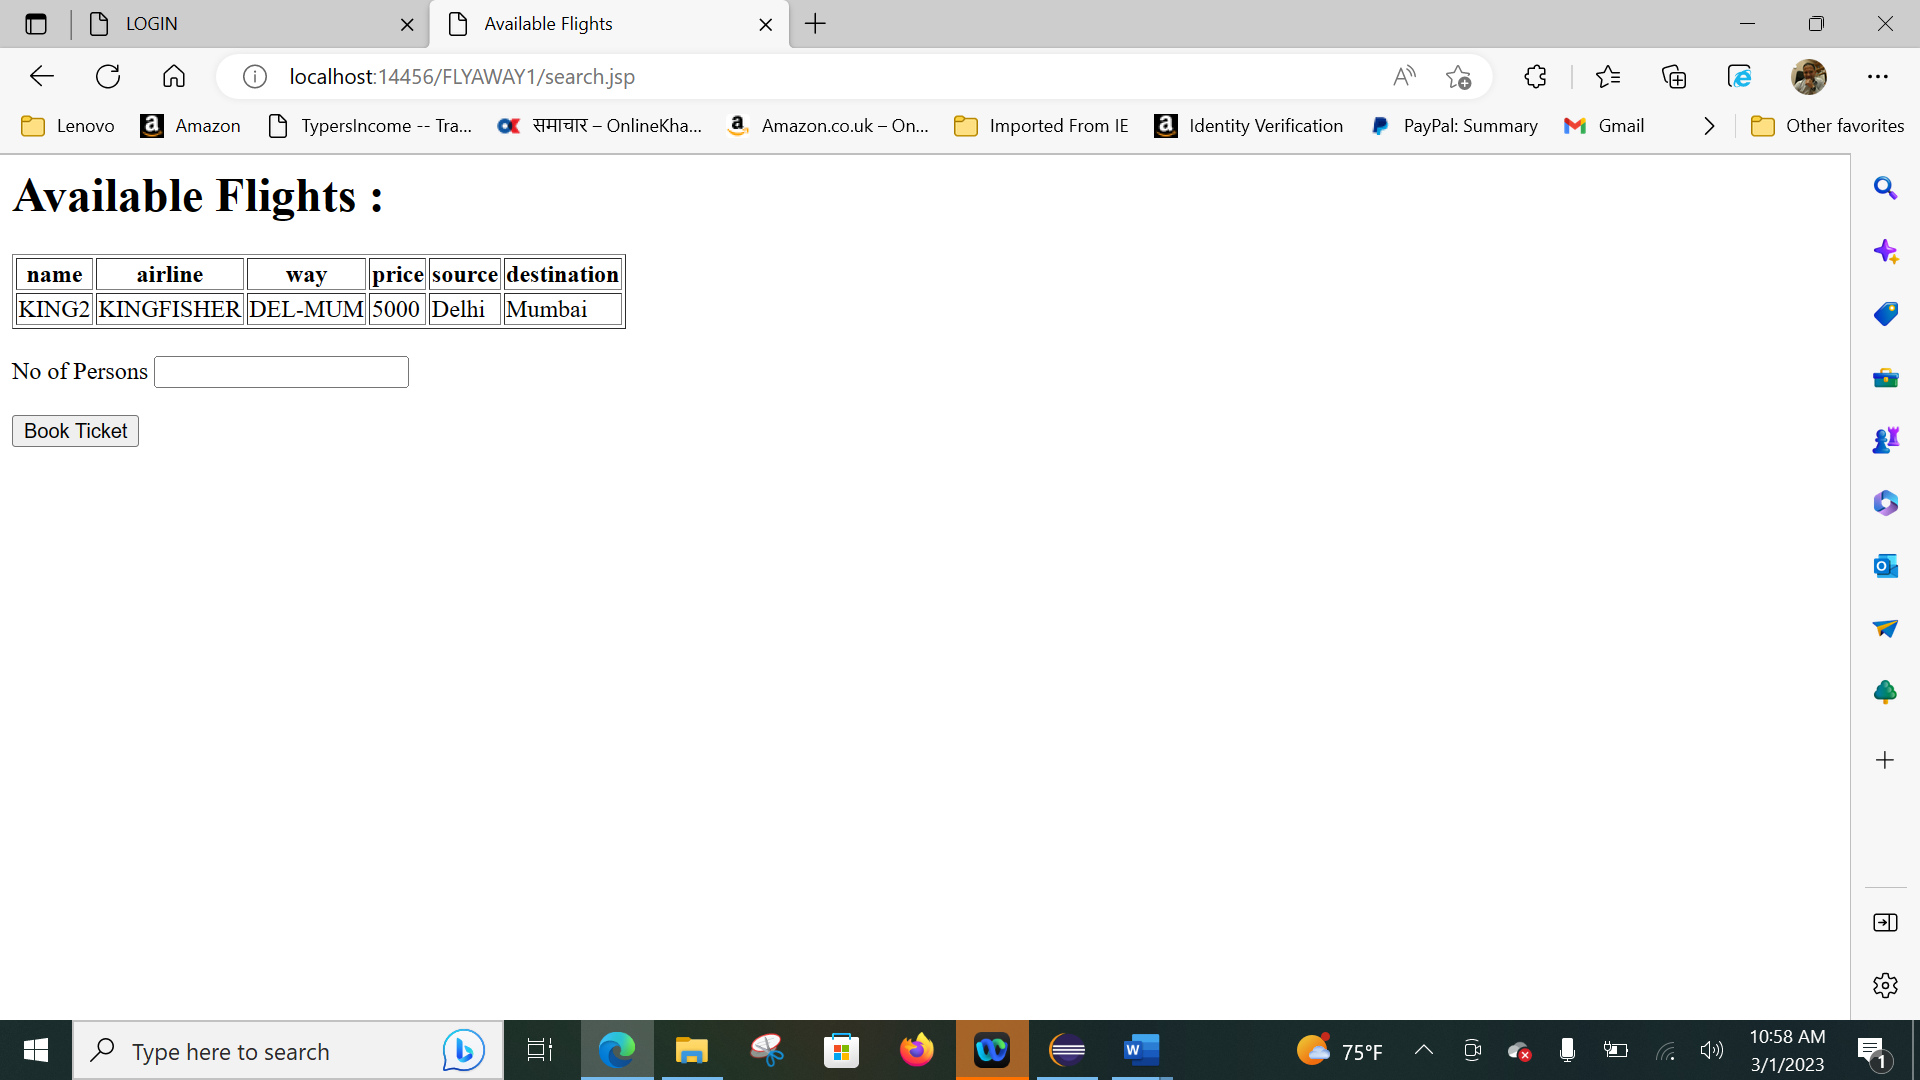 LOGIN
Available Flights
localhost:14456/FLYAWAY1/search.jsp
Lenovo
Amazon
TypersIncome -- Tra...
समाचार – OnlineKha...
Amazon.co.uk – On...
Imported From IE
Identity Verification
PayPal: Summary
Gmail
Other favorites
Available Flights :
name airline way price source destination
KING2 KINGFISHER DEL-MUM 5000 Delhi Mumbai
No of Persons
Book Ticket
Type here to search
75°F
10:58 AM
3/1/2023
1